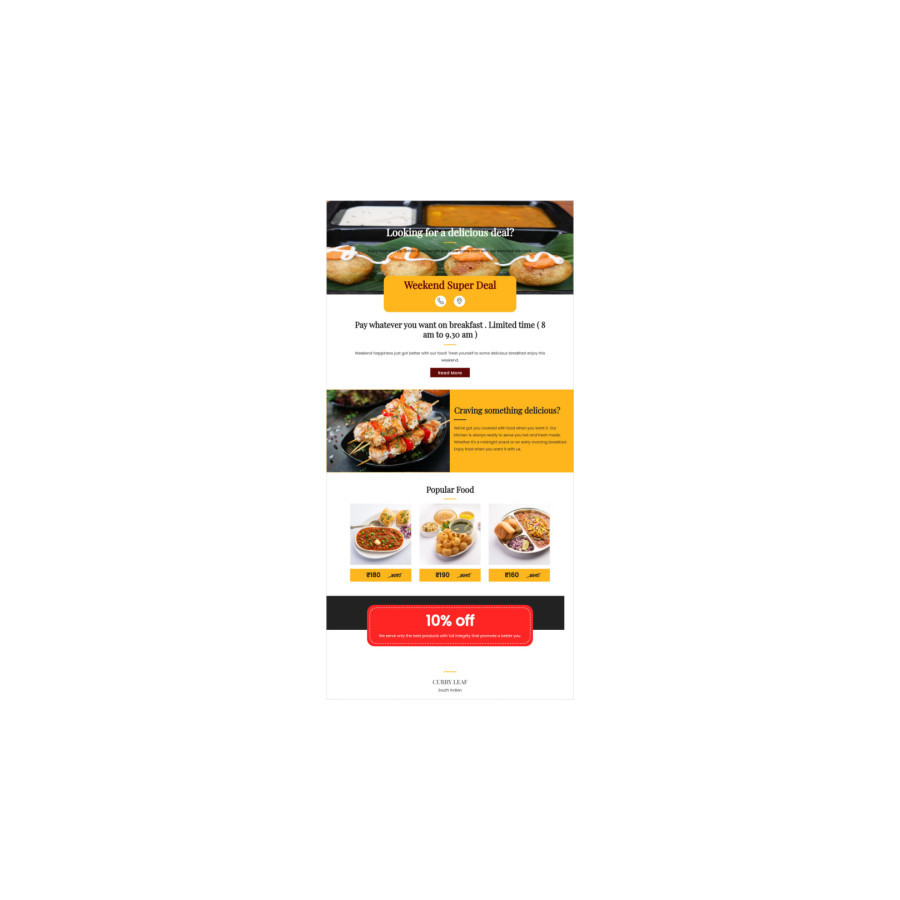 Looking for a delicious deal?
Weekend Super Deal
Pay whatever you want on breakfast . Limited time ( 8
am to 9.30 am )
Weekend happiness just got better with our food! Treat yourself to some delicious breakfast enjoy this
weekend.
Read More
Craving something delicious?
We've got you covered with food when you want it. Our
kitchen is always ready to serve you hot and fresh meals.
Whether it's a midnight snack or an early morning breakfast
Enjoy food when you want it with us.
Popular Food
₹180
₹190
₹160
10% off
We serve only the best products with full integrity that promote a better you.
CURRY LEAF
South Indian